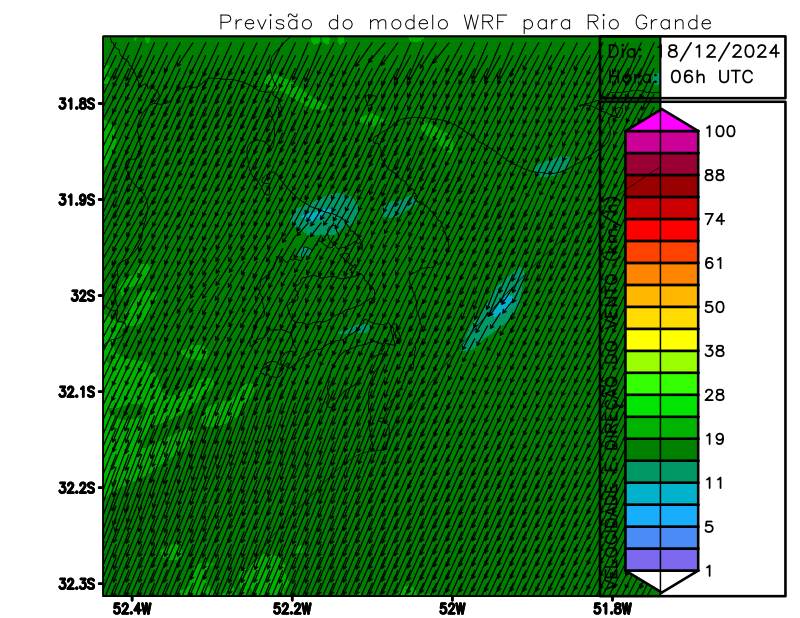 Previsão do modelo WRF para Rio Grande
Dia: 18/12/2024
Hora: 06h UTC
31.8S
31.9S
32S
32.1S
32.2S
32.3S
52.4W
52.2W
52W
51.8W
VELOCIDADE E DIREÇÃO DO VENTO (km/h)
100
88
74
61
50
38
28
19
11
5
1